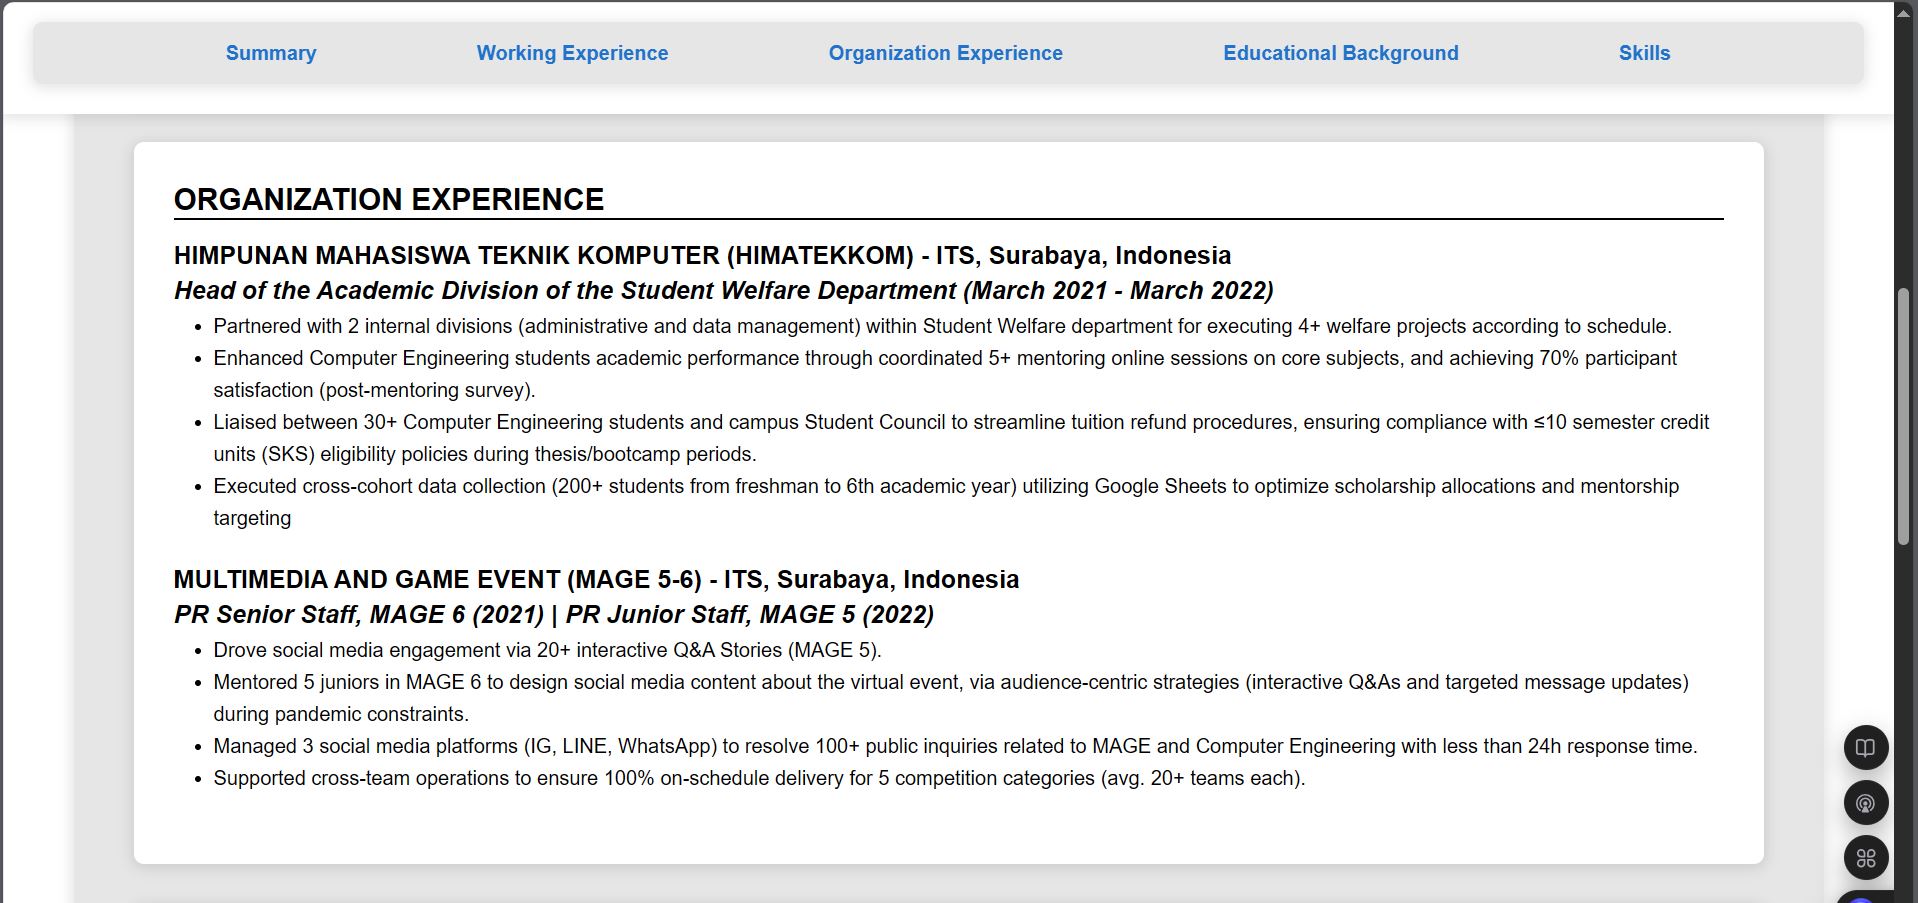 Summary Working Experience Organization Experience Educational Background Skills
ORGANIZATION EXPERIENCE
HIMPUNAN MAHASISWA TEKNIK KOMPUTER (HIMATEKKOM) - ITS, Surabaya, Indonesia
Head of the Academic Division of the Student Welfare Department (March 2021 - March 2022)
• Partnered with 2 internal divisions (administrative and data management) within Student Welfare department for executing 4+ welfare projects according to schedule.
• Enhanced Computer Engineering students academic performance through coordinated 5+ mentoring online sessions on core subjects, and achieving 70% participant
satisfaction (post-mentoring survey).
• Liaised between 30+ Computer Engineering students and campus Student Council to streamline tuition refund procedures, ensuring compliance with ≤10 semester credit
units (SKS) eligibility policies during thesis/bootcamp periods.
• Executed cross-cohort data collection (200+ students from freshman to 6th academic year) utilizing Google Sheets to optimize scholarship allocations and mentorship
targeting
MULTIMEDIA AND GAME EVENT (MAGE 5-6) - ITS, Surabaya, Indonesia
PR Senior Staff, MAGE 6 (2021) | PR Junior Staff, MAGE 5 (2022)
• Drove social media engagement via 20+ interactive Q&A Stories (MAGE 5).
• Mentored 5 juniors in MAGE 6 to design social media content about the virtual event, via audience-centric strategies (interactive Q&As and targeted message updates)
during pandemic constraints.
• Managed 3 social media platforms (IG, LINE, WhatsApp) to resolve 100+ public inquiries related to MAGE and Computer Engineering with less than 24h response time.
• Supported cross-team operations to ensure 100% on-schedule delivery for 5 competition categories (avg. 20+ teams each).